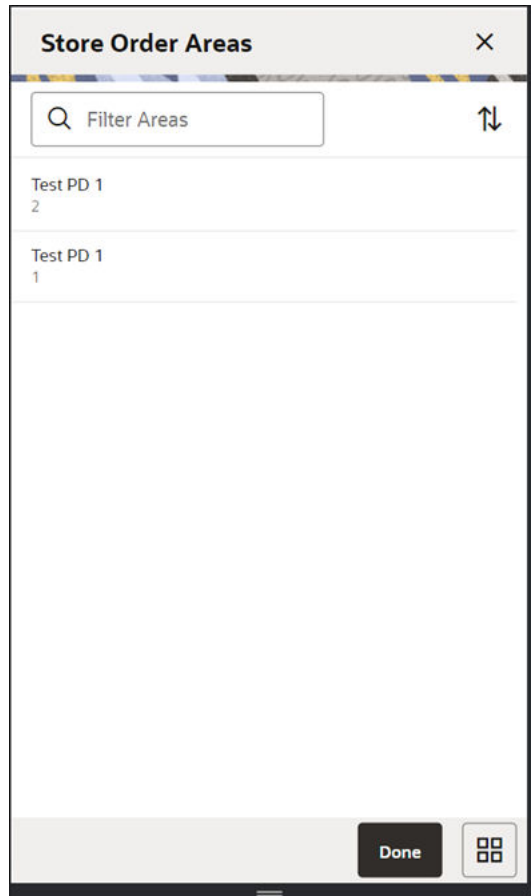 Store Order Areas
Filter Areas
Test PD 1
2
Test PD 1
1
Done